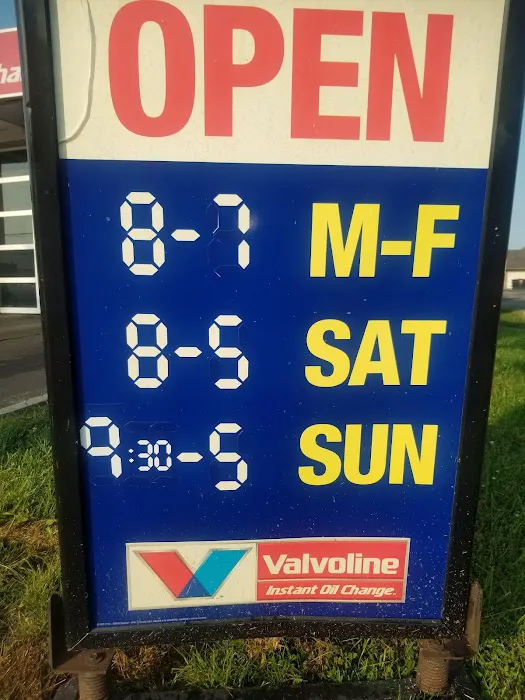 OPEN
8-7 M-F
8-5 SAT
9:30-5 SUN
Valvoline
Instant Oil Change.